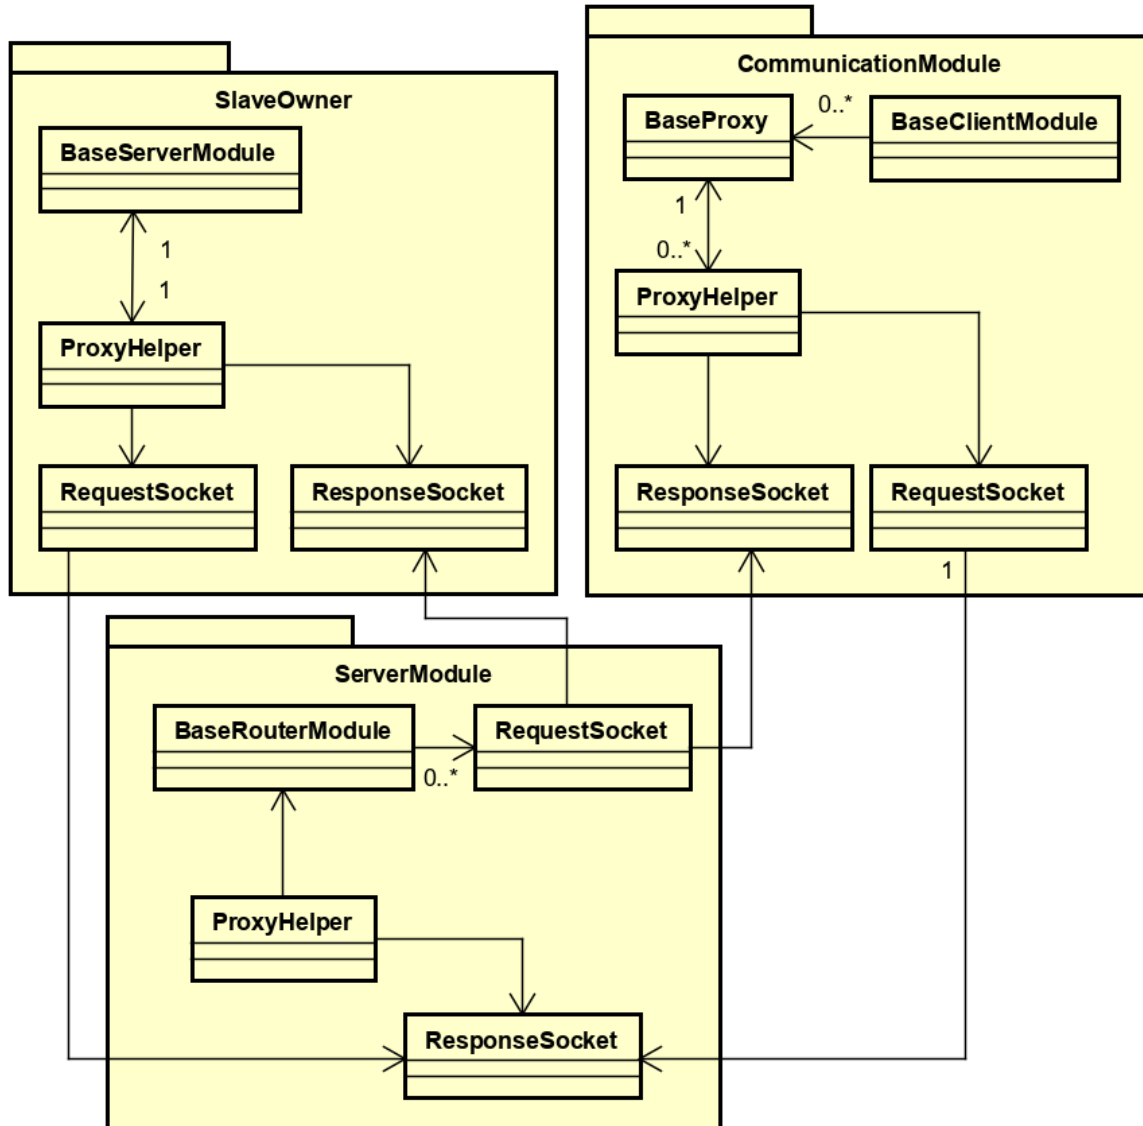 SlaveOwner
BaseServerModule
1
1
ProxyHelper
RequestSocket
ResponseSocket
CommunicationModule
BaseProxy
0..*
BaseClientModule
1
0..*
ProxyHelper
ResponseSocket
RequestSocket
1
ServerModule
BaseRouterModule
0..*
RequestSocket
ProxyHelper
ResponseSocket